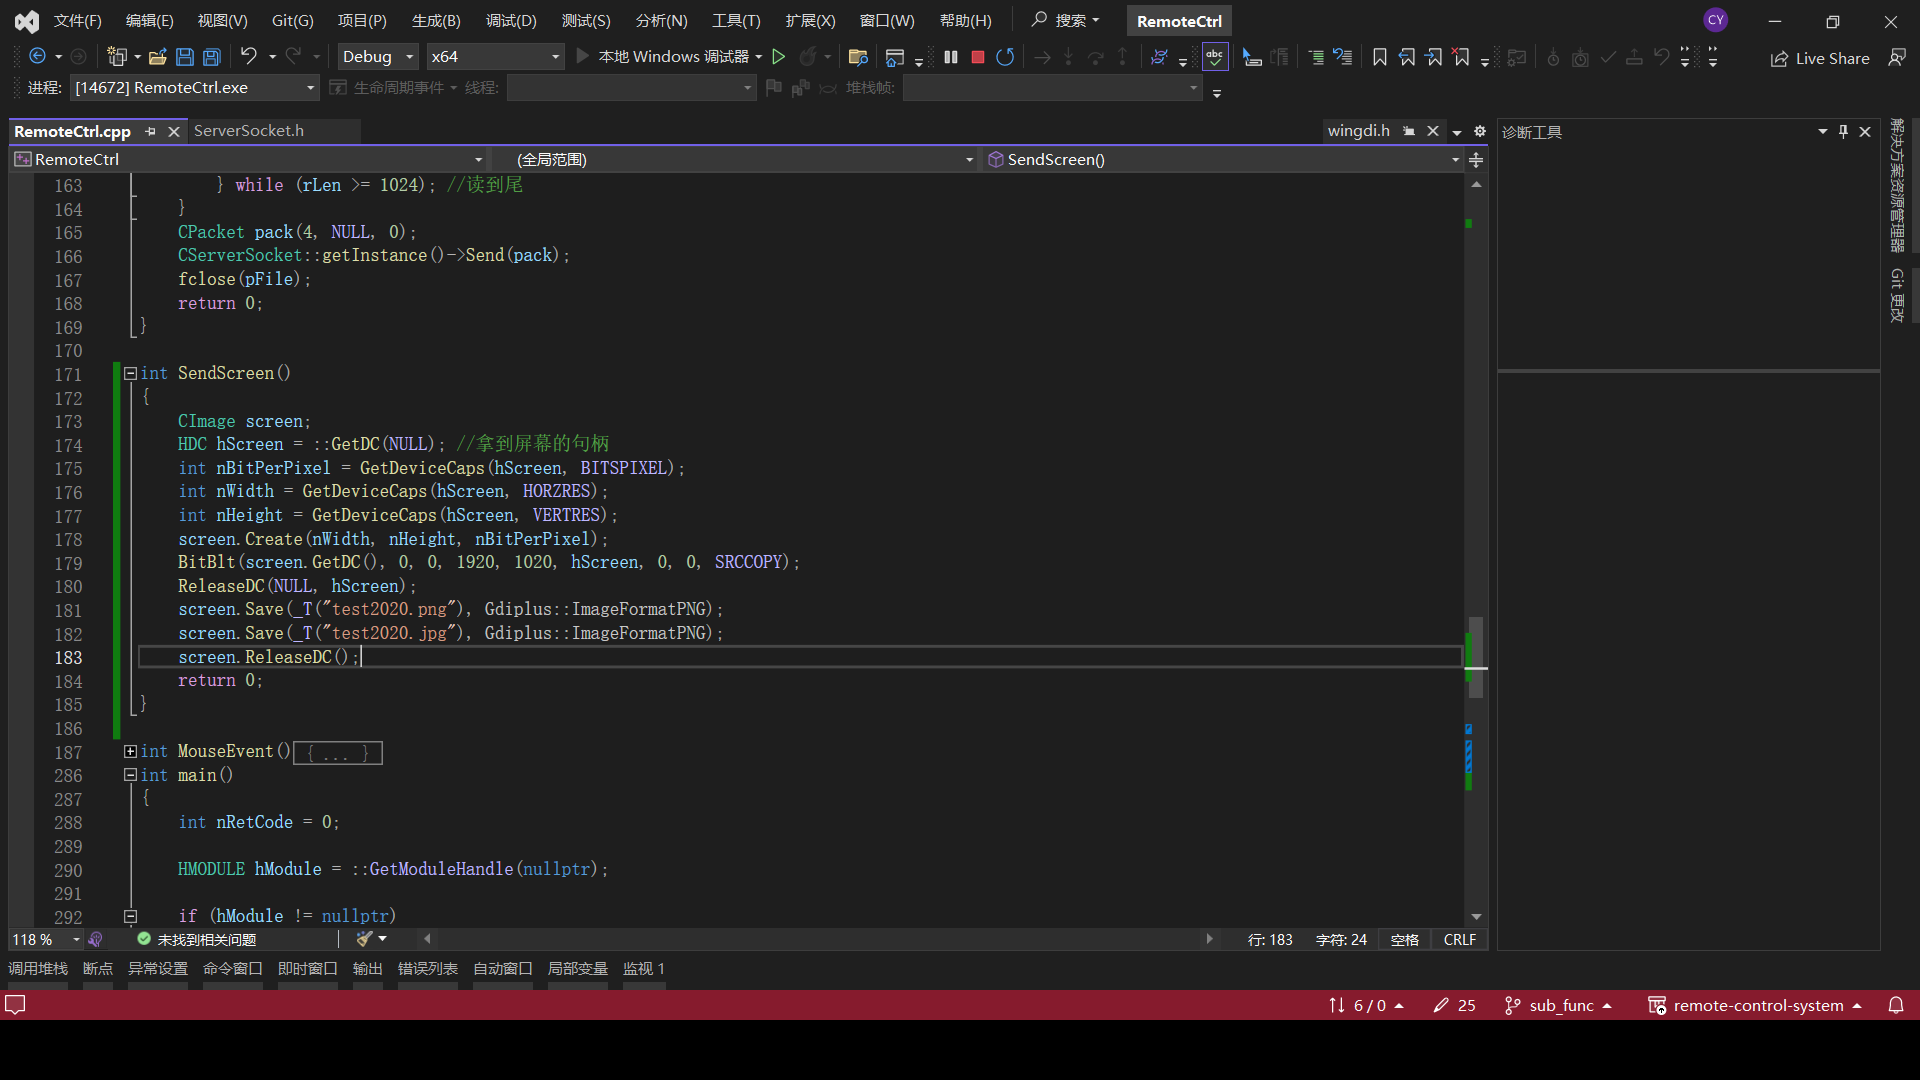 文件(F) 编辑(E) 视图(V) Git(G) 项目(P) 生成(B) 调试(D) 测试(S) 分析(N) 工具(T) 扩展(X) 窗口(W) 帮助(H) 搜索 RemoteCtrl CY
Debug x64 本地 Windows 调试器 abc Live Share
进程: [14672] RemoteCtrl.exe 生命周期事件 线程: 堆栈帧:
RemoteCtrl.cpp ServerSocket.h wingdi.h 诊断工具
RemoteCtrl (全局范围) SendScreen()
163 } while (rLen >= 1024); //读到尾
164 }
165 CPacket pack(4, NULL, 0);
166 CServerSocket::getInstance()->Send(pack);
167 fclose(pFile);
168 return 0;
169 }
170
171 int SendScreen()
172 {
173 CImage screen;
174 HDC hScreen = ::GetDC(NULL); //拿到屏幕的句柄
175 int nBitPerPixel = GetDeviceCaps(hScreen, BITSPIXEL);
176 int nWidth = GetDeviceCaps(hScreen, HORZRES);
177 int nHeight = GetDeviceCaps(hScreen, VERTRES);
178 screen.Create(nWidth, nHeight, nBitPerPixel);
179 BitBlt(screen.GetDC(), 0, 0, 1920, 1020, hScreen, 0, 0, SRCCOPY);
180 ReleaseDC(NULL, hScreen);
181 screen.Save(_T("test2020.png"), Gdiplus::ImageFormatPNG);
182 screen.Save(_T("test2020.jpg"), Gdiplus::ImageFormatPNG);
183 screen.ReleaseDC();
184 return 0;
185 }
186
187 int MouseEvent(){ ... }
286 int main()
287 {
288 int nRetCode = 0;
289
290 HMODULE hModule = ::GetModuleHandle(nullptr);
291
292 if (hModule != nullptr)
118 % 未找到相关问题 行: 183 字符: 24 空格 CRLF
调用堆栈 断点 异常设置 命令窗口 即时窗口 输出 错误列表 自动窗口 局部变量 监视 1
6 / 0 25 sub_func remote-control-system
解决方案资源管理器
Git 更改